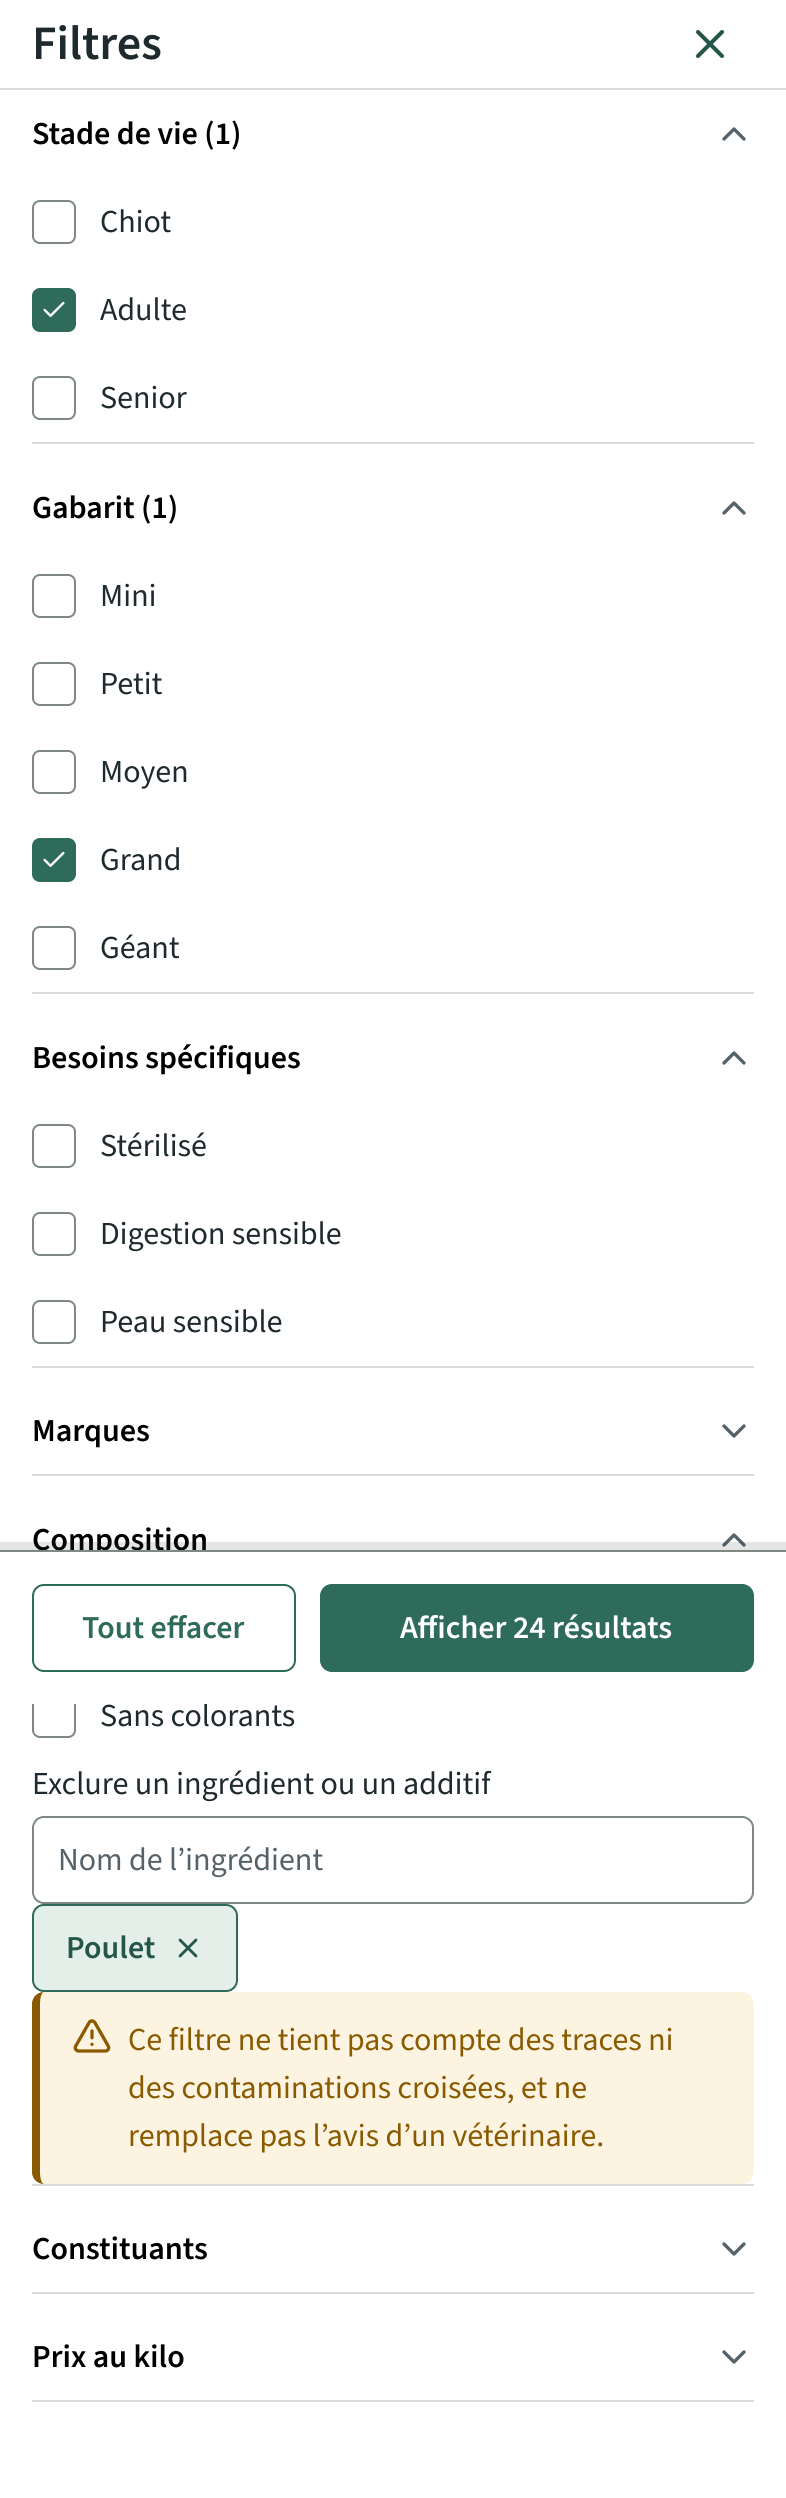 Filtres
Stade de vie (1)
Chiot
Adulte
Senior
Gabarit (1)
Mini
Petit
Moyen
Grand
Géant
Besoins spécifiques
Stérilisé
Digestion sensible
Peau sensible
Marques
Composition
Tout effacer
Afficher 24 résultats
Sans colorants
Exclure un ingrédient ou un additif
Nom de l’ingrédient
Poulet
Ce filtre ne tient pas compte des traces ni
des contaminations croisées, et ne
remplace pas l’avis d’un vétérinaire.
Constituants
Prix au kilo